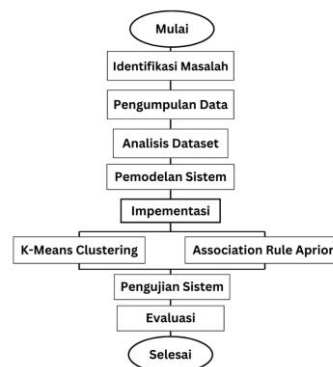 Mulai
Identifikasi Masalah
Pengumpulan Data
Analisis Dataset
Pemodelan Sistem
Impementasi
K-Means Clustering
Association Rule Aprior
Pengujian Sistem
Evaluasi
Selesai